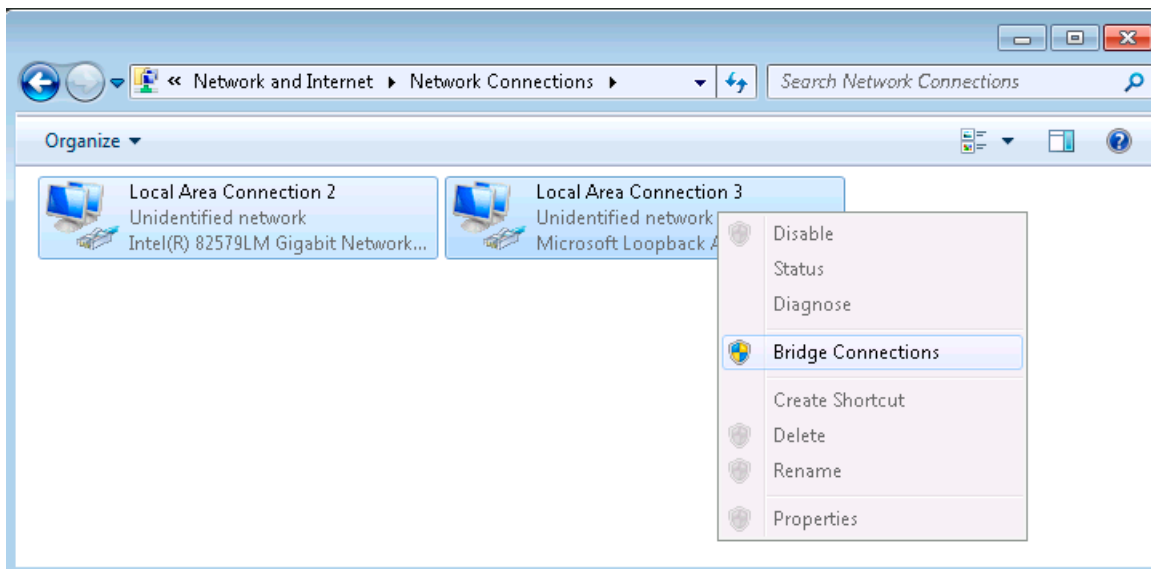 « Network and Internet ▸ Network Connections ▸
Search Network Connections
Organize
Local Area Connection 2
Unidentified network
Intel(R) 82579LM Gigabit Network...
Local Area Connection 3
Unidentified network
Microsoft Loopback
Disable
Status
Diagnose
Bridge Connections
Create Shortcut
Delete
Rename
Properties